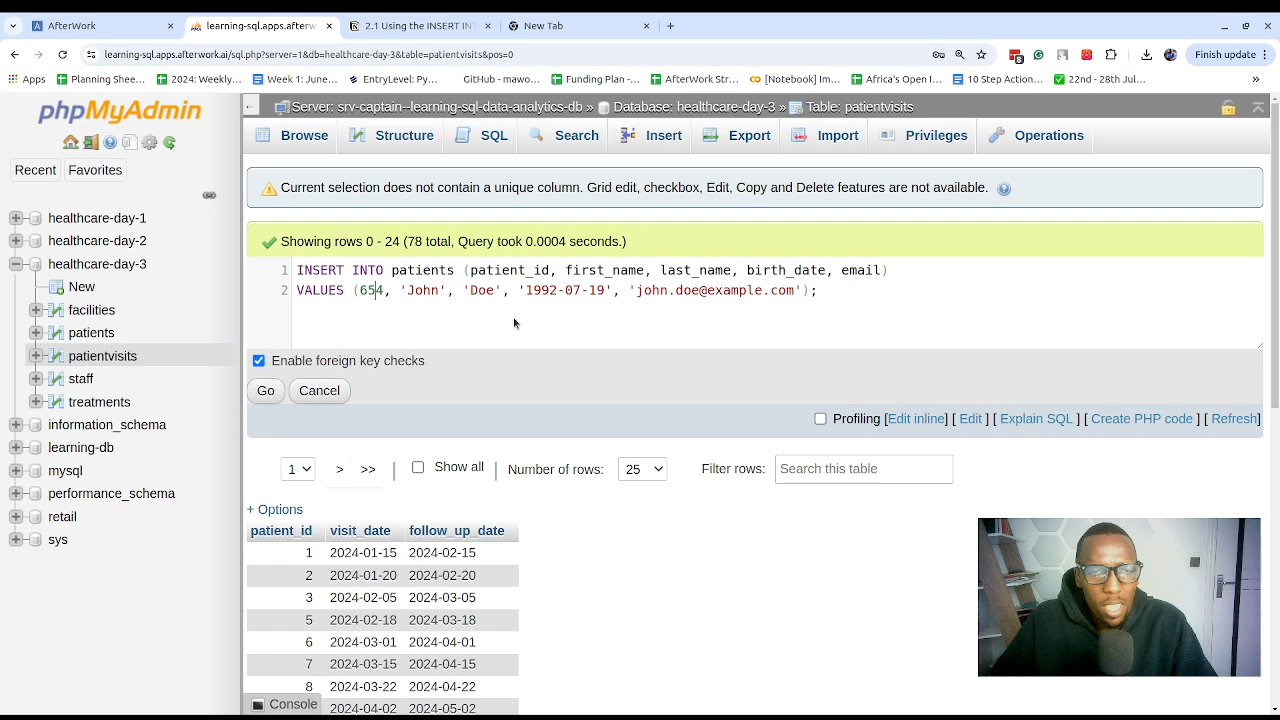 AfterWork
learning-sql.apps.afterw
2.1 Using the INSERT INT
New Tab
learning-sql.apps.afterwork.ai/sql.php?server=1&db=healthcare-day-3&table=patientvisits&pos=0
Finish update
Apps
Planning Shee...
2024: Weekly...
Week 1: June...
EntryLevel: Py...
GitHub - mawo...
Funding Plan -...
AfterWork Str...
[Notebook] Im...
Africa's Open I...
10 Step Action...
22nd - 28th Jul...
phpMyAdmin
Recent
Favorites
healthcare-day-1
healthcare-day-2
healthcare-day-3
New
facilities
patients
patientvisits
staff
treatments
information_schema
learning-db
mysql
performance_schema
retail
sys
Server: srv-captain--learning-sql-data-analytics-db » Database: healthcare-day-3 » Table: patientvisits
Browse
Structure
SQL
Search
Insert
Export
Import
Privileges
Operations
Current selection does not contain a unique column. Grid edit, checkbox, Edit, Copy and Delete features are not available.
Showing rows 0 - 24 (78 total, Query took 0.0004 seconds.)
1 INSERT INTO patients (patient_id, first_name, last_name, birth_date, email)
2 VALUES (654, 'John', 'Doe', '1992-07-19', 'john.doe@example.com');
Enable foreign key checks
Go Cancel
Profiling [Edit inline] [ Edit ] [ Explain SQL ] [ Create PHP code ] [ Refresh]
1 > >> | Show all | Number of rows: 25 Filter rows: Search this table
+ Options
patient_id visit_date follow_up_date
1 2024-01-15 2024-02-15
2 2024-01-20 2024-02-20
3 2024-02-05 2024-03-05
5 2024-02-18 2024-03-18
6 2024-03-01 2024-04-01
7 2024-03-15 2024-04-15
8 2024-03-22 2024-04-22
2024-04-02 2024-05-02
Console